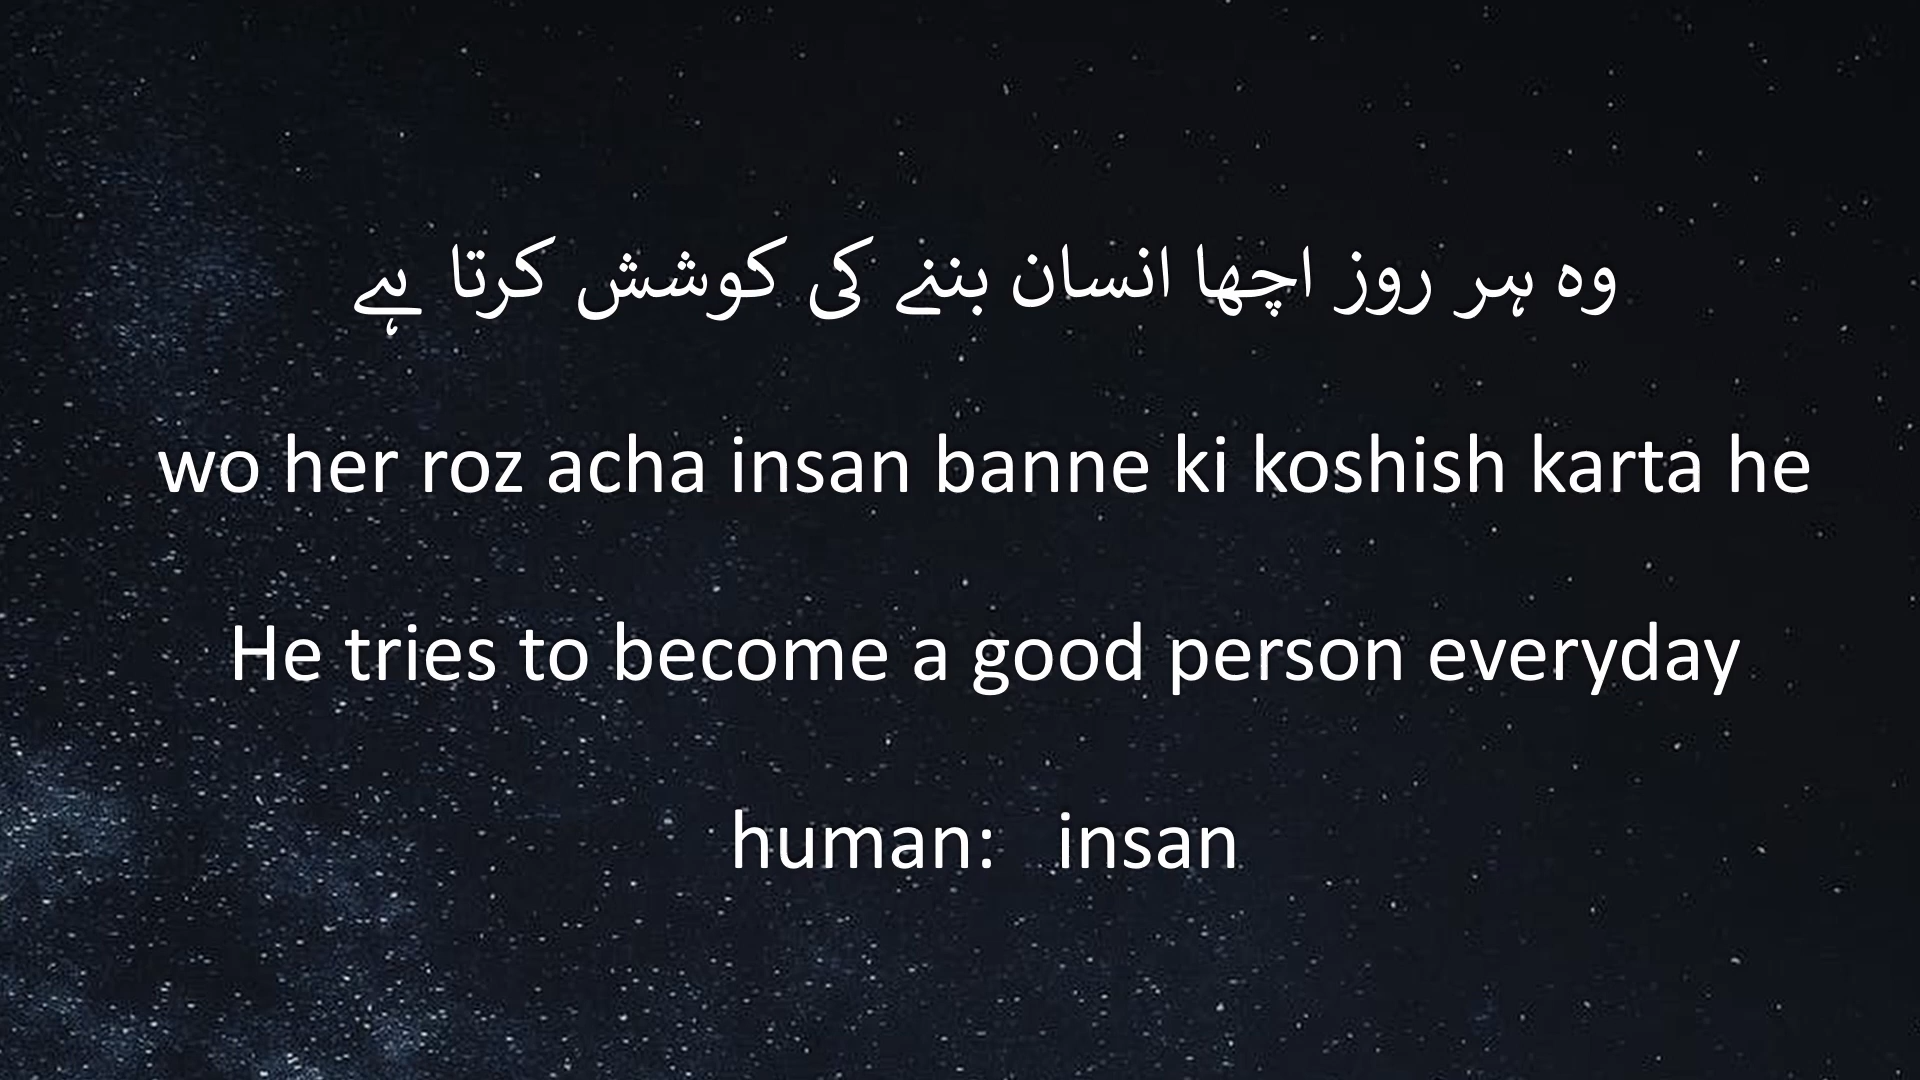 وہ ہر روز اچھا انسان بننے کی کوشش کرتا ہے
wo her roz acha insan banne ki koshish karta he
He tries to become a good person everyday
human: insan